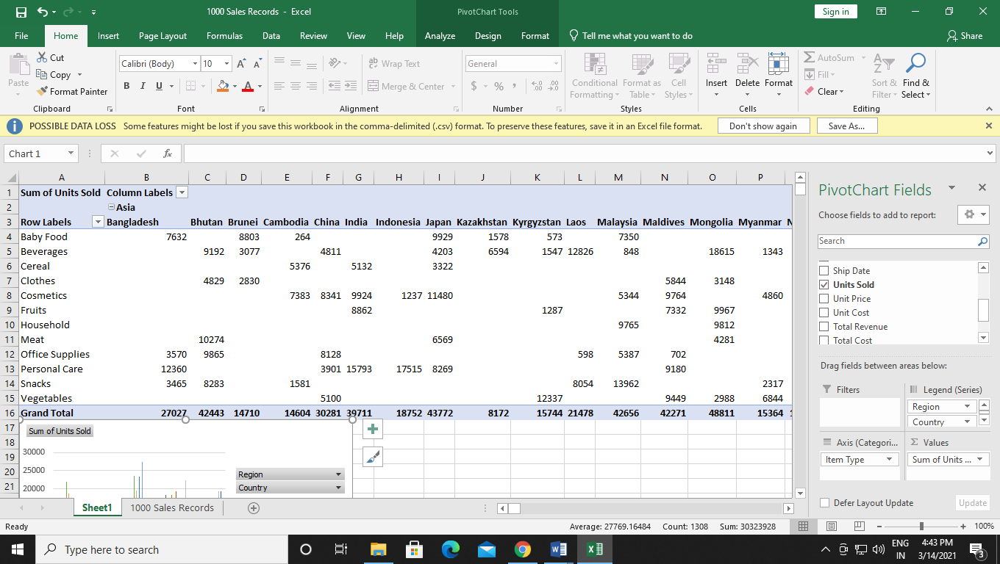 1000 Sales Records - Excel
PivotChart Tools
Sign in
File Home Insert Page Layout Formulas Data Review View Help Analyze Design Format Tell me what you want to do Share
Paste
Cut
Copy
Format Painter
Clipboard
Calibri (Body) 10 A A
B I U A
Font
ab Wrap Text
Merge & Center
Alignment
General
$ % , .00
Number
Conditional Formatting
Format as Table
Cell Styles
Styles
Insert Delete Format
Cells
AutoSum
Fill
Clear
Sort & Filter
Find & Select
Editing
POSSIBLE DATA LOSS Some features might be lost if you save this workbook in the comma-delimited (.csv) format. To preserve these features, save it in an Excel file format. Don't show again Save As...
Chart 1 fx
A B C D E F G H I J K L M N O P
1 Sum of Units Sold Column Labels
2 Asia
3 Row Labels Bangladesh Bhutan Brunei Cambodia China India Indonesia Japan Kazakhstan Kyrgyzstan Laos Malaysia Maldives Mongolia Myanmar N
4 Baby Food 7632 8803 264 9929 1578 573 7350
5 Beverages 9192 3077 4811 4203 6594 1547 12826 848 18615 1343
6 Cereal 5376 5132 3322
7 Clothes 4829 2830 5844 3148
8 Cosmetics 7383 8341 9924 1237 11480 5344 9764 4860
9 Fruits 8862 1287 7332 9967
10 Household 9765 9812
11 Meat 10274 6569 4281
12 Office Supplies 3570 9865 8128 598 5387 702
13 Personal Care 12360 3901 15793 17515 8269 9180
14 Snacks 3465 8283 1581 8054 13962 2317
15 Vegetables 5100 12337 9449 2988 6844
16 Grand Total 27027 42443 14710 14604 30281 39711 18752 43772 8172 15744 21478 42656 42271 48811 15364
17
18
19
20
21
Sum of Units Sold
30000
25000
20000
Region
Country
PivotChart Fields
Choose fields to add to report:
Search
Ship Date
Units Sold
Unit Price
Unit Cost
Total Revenue
Total Cost
Drag fields between areas below:
Filters
Legend (Series)
Region
Country
Axis (Categori...
Σ Values
Item Type
Sum of Units ...
Defer Layout Update Update
Sheet1 1000 Sales Records
Ready Average: 27769.16484 Count: 1308 Sum: 30323928 100%
Type here to search
ENG
IN
4:43 PM
3/14/2021
3